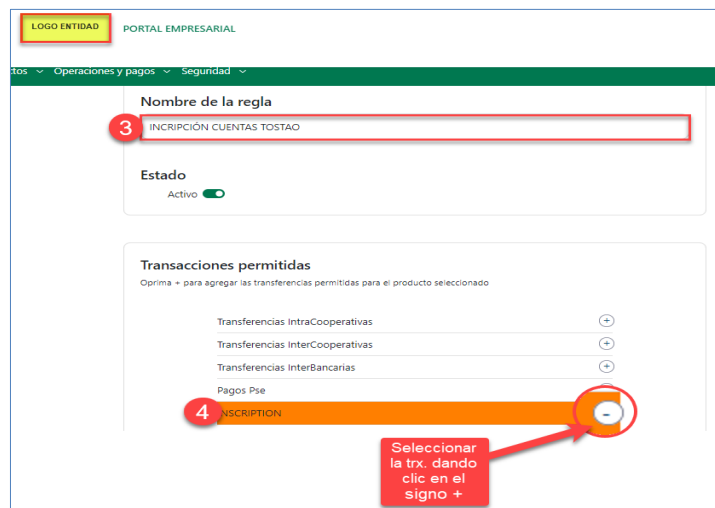 LOGO ENTIDAD PORTAL EMPRESARIAL
tos Operaciones y pagos Seguridad
Nombre de la regla
3 INCRIPCIÓN CUENTAS TOSTAO
Estado
Activo
Transacciones permitidas
Oprima + para agregar las transferencias permitidas para el producto seleccionado
Transferencias IntraCooperativas +
Transferencias InterCooperativas +
Transferencias InterBancarias +
Pagos Pse
4 NSCRIPTION -
Seleccionar
la trx. dando
clic en el
signo +